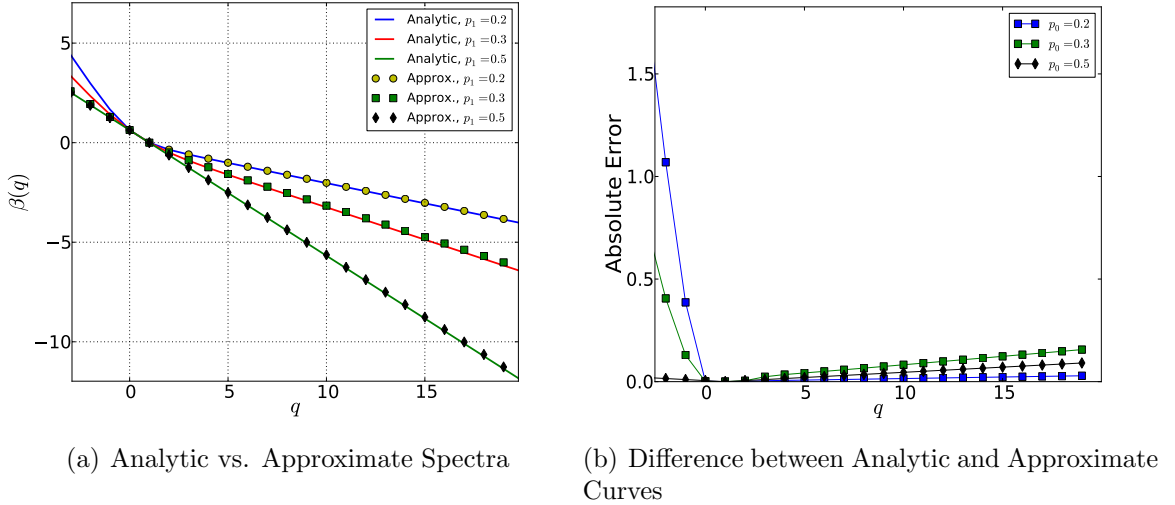 5
0
−5
−10
β(q)
0
5
10
15
q
Analytic, p₁ = 0.2
Analytic, p₁ = 0.3
Analytic, p₁ = 0.5
Approx., p₁ = 0.2
Approx., p₁ = 0.3
Approx., p₁ = 0.5
(a) Analytic vs. Approximate Spectra
1.5
1.0
0.5
0.0
Absolute Error
0
5
10
15
q
p₀ = 0.2
p₀ = 0.3
p₀ = 0.5
(b) Difference between Analytic and Approximate
Curves